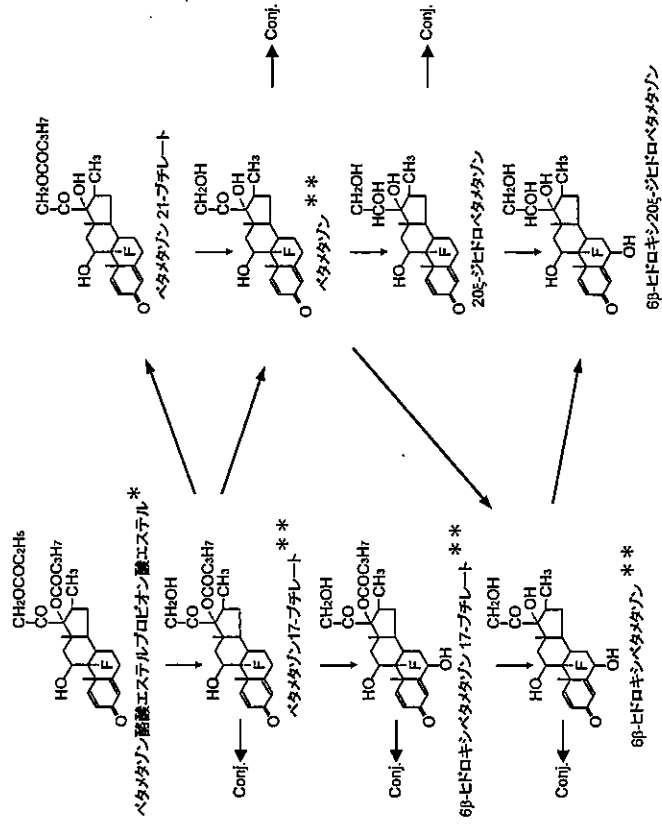 CH2OCOC2H5
CO
OCOC3H7
HO
CH3
F
O
ベタメタゾン酪酸エステルプロピオン酸エステル*
CH2OCOC3H7
CO
OH
HO
CH3
F
O
ベタメタゾン 21-ブチレート
CH2OH
CO
OCOC3H7
HO
CH3
F
O
Conj.
ベタメタゾン17-ブチレート**
CH2OH
CO
OH
HO
CH3
F
O
Conj.
ベタメタゾン**
CH2OH
CO
OCOC3H7
HO
CH3
F
O
OH
Conj.
6β-ヒドロキシベタメタゾン 17-ブチレート**
CH2OH
HCOH
OH
HO
CH3
F
O
Conj.
20ξ-ジヒドロベタメタゾン
CH2OH
CO
OH
HO
CH3
F
O
OH
Conj.
6β-ヒドロキシベタメタゾン**
CH2OH
HCOH
OH
HO
CH3
F
O
OH
6β-ヒドロキシ20ξ-ジヒドロベタメタゾン